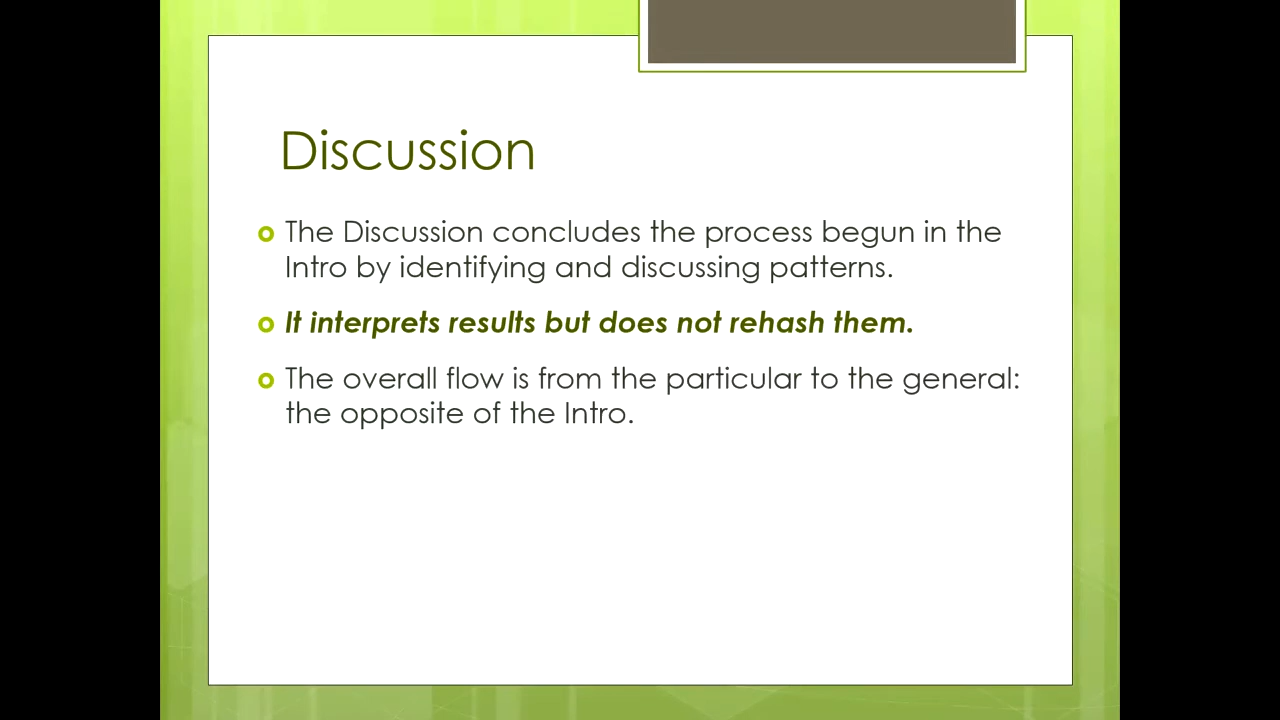 Discussion
The Discussion concludes the process begun in the
Intro by identifying and discussing patterns.
It interprets results but does not rehash them.
The overall flow is from the particular to the general:
the opposite of the Intro.